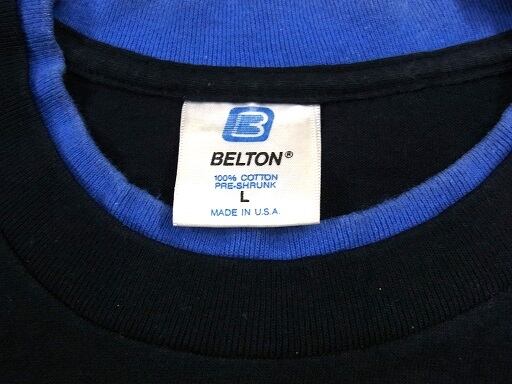 B
BELTON®
100% COTTON
PRE-SHRUNK
L
MADE IN U.S.A.